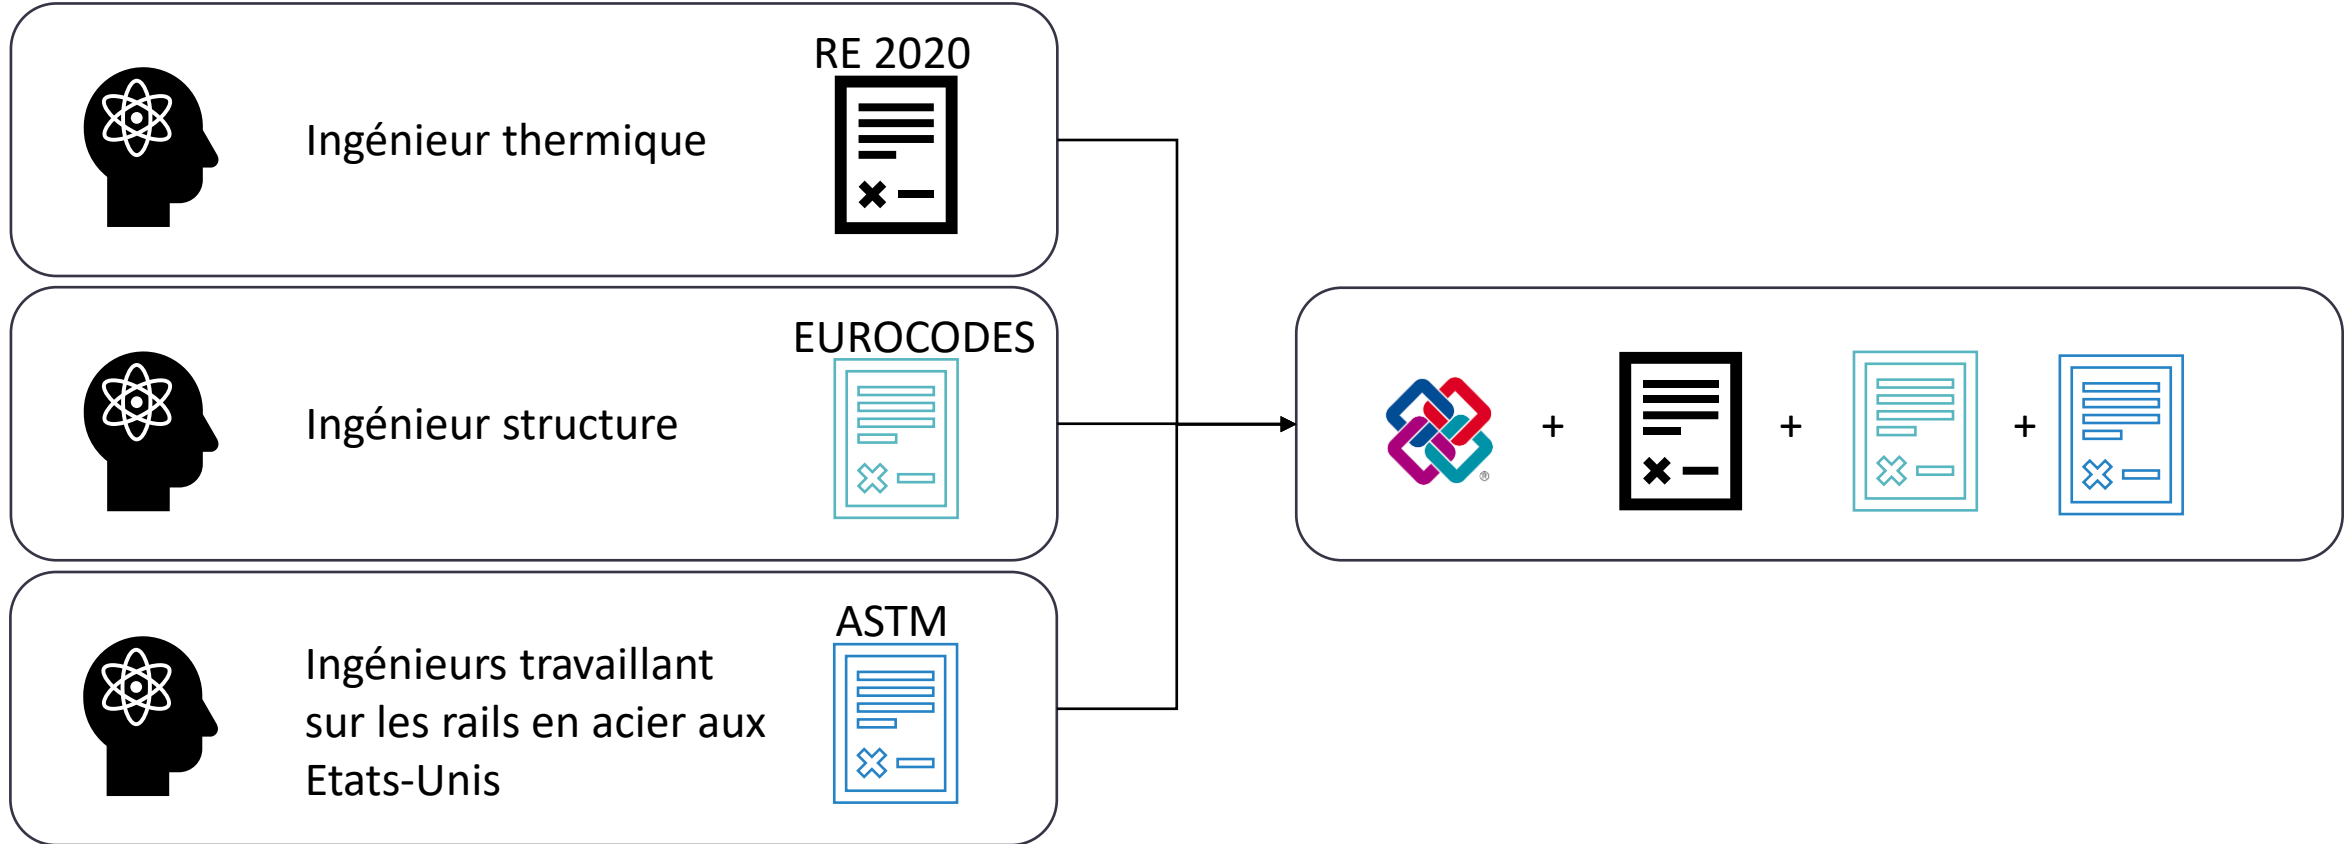 RE 2020
Ingénieur thermique
EUROCODES
Ingénieur structure
ASTM
Ingénieurs travaillant
sur les rails en acier aux
Etats-Unis
+ + +
®